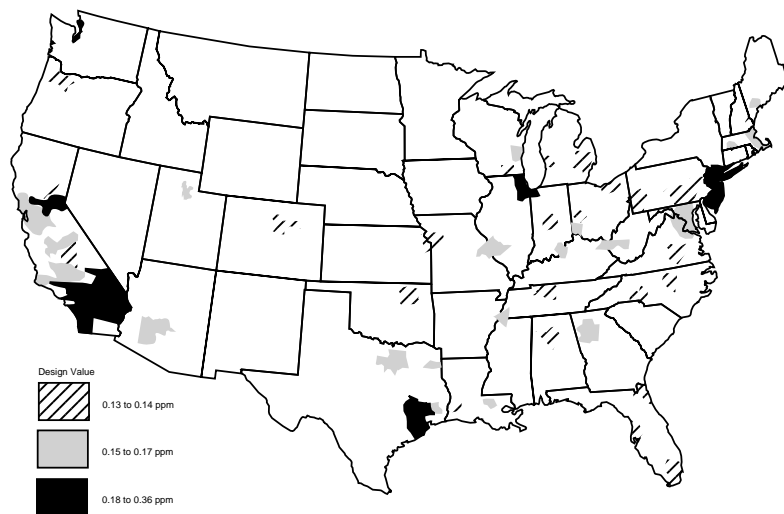 Design Value
0.13 to 0.14 ppm
0.15 to 0.17 ppm
0.18 to 0.36 ppm